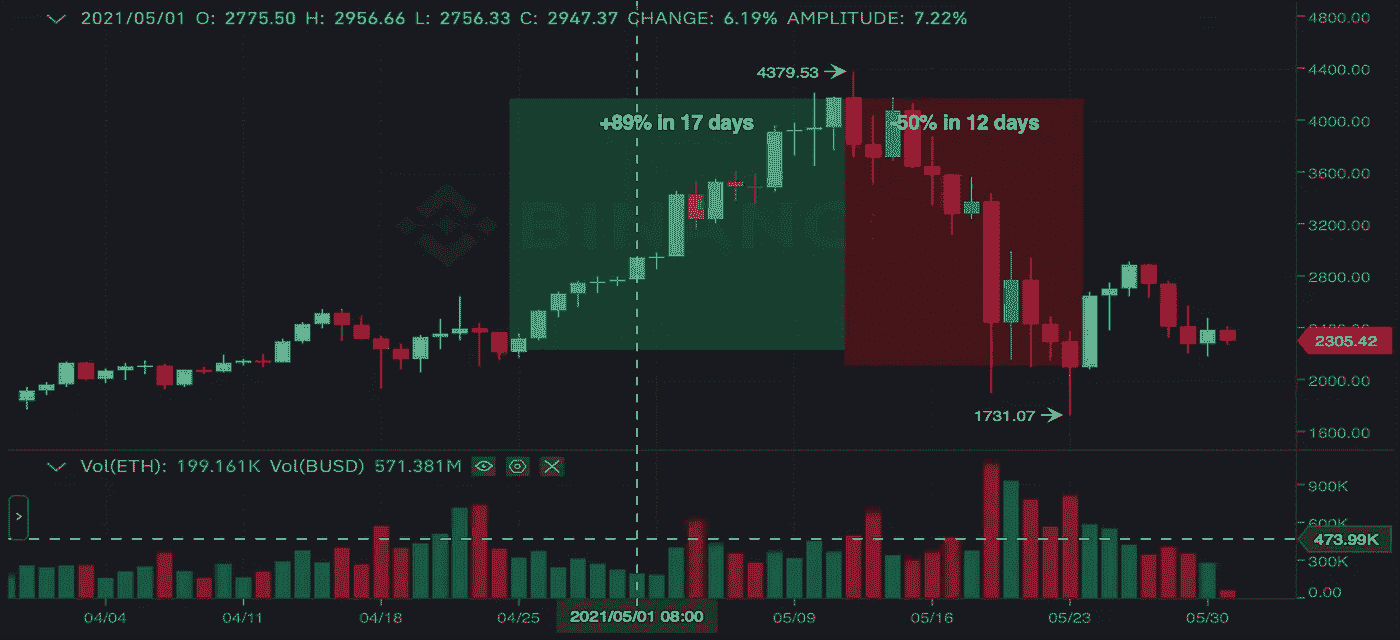 2021/05/01 O: 2775.50 H: 2956.66 L: 2756.33 C: 2947.37 CHANGE: 6.19% AMPLITUDE: 7.22%
4800.00
4400.00
4379.53
4000.00
+89% in 17 days
-50% in 12 days
3600.00
3200.00
BINANC
2800.00
2400.00
2305.42
2000.00
1731.07
1600.00
Vol(ETH): 199.161K Vol(BUSD) 571.381M
900K
600K
473.99K
300K
0.00
04/04 04/11 04/18 04/25 2021/05/01 08:00 05/09 05/16 05/23 05/30